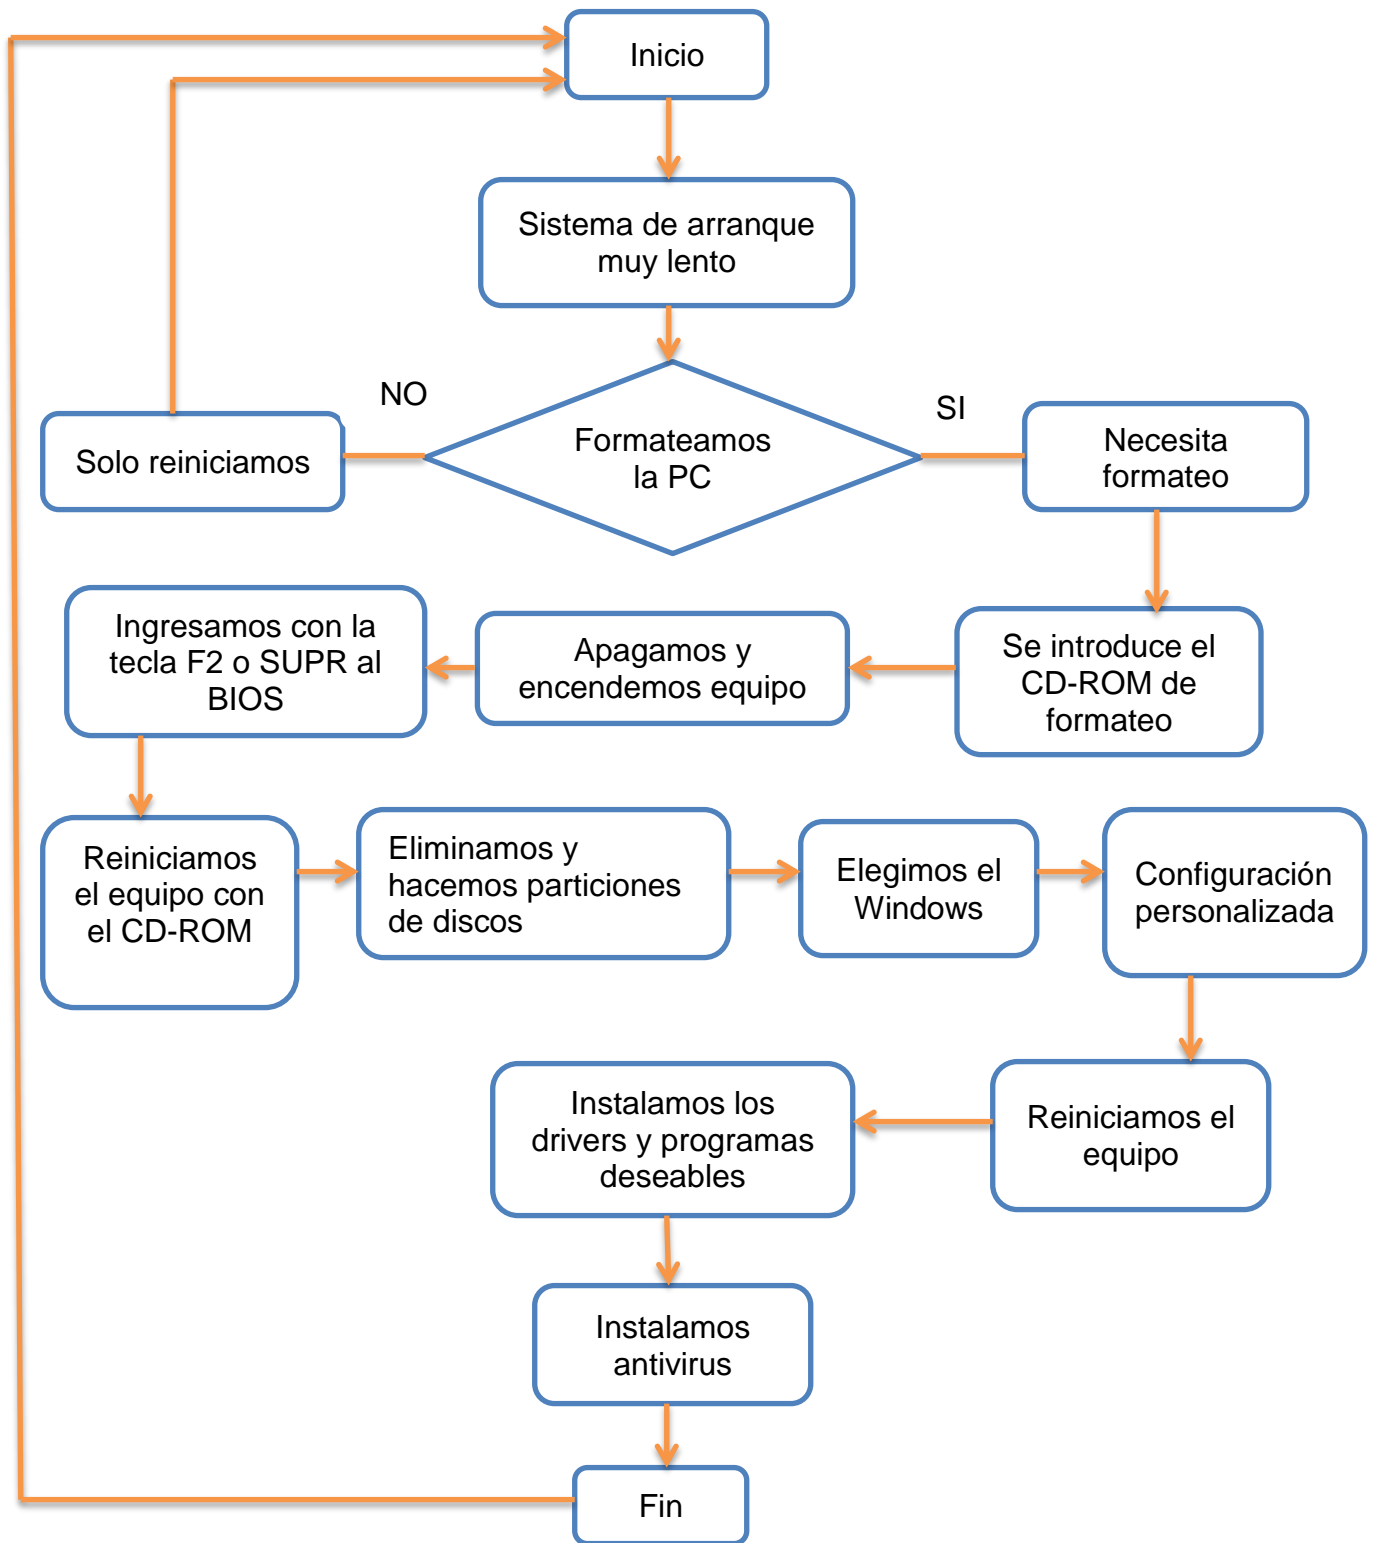 Inicio
Sistema de arranque
muy lento
NO
SI
Solo reiniciamos
Formateamos
la PC
Necesita
formateo
Ingresamos con la
tecla F2 o SUPR al
BIOS
Apagamos y
encendemos equipo
Se introduce el
CD-ROM de
formateo
Reiniciamos
el equipo con
el CD-ROM
Eliminamos y
hacemos particiones
de discos
Elegimos el
Windows
Configuración
personalizada
Instalamos los
drivers y programas
deseables
Reiniciamos el
equipo
Instalamos
antivirus
Fin